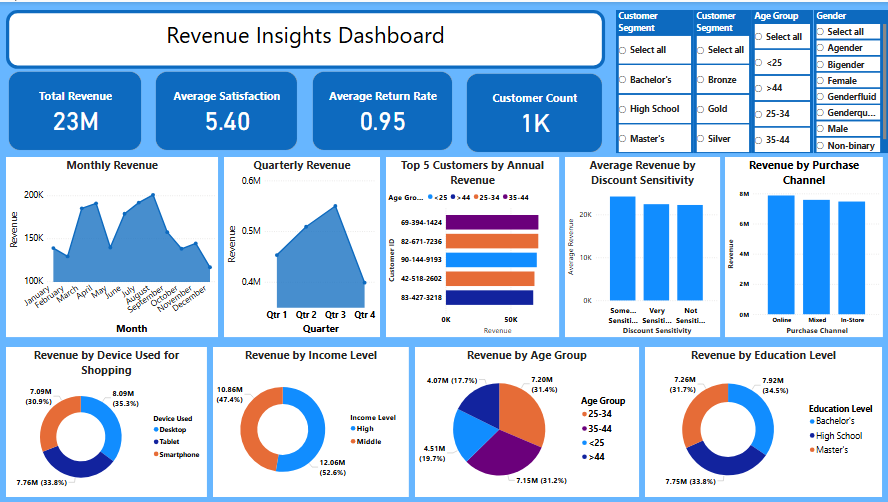 Revenue Insights Dashboard
Total Revenue
23M
Average Satisfaction
5.40
Average Return Rate
0.95
Customer Count
1K
Customer
Segment
Select all
Bachelor's
High School
Master's
Customer
Segment
Select all
Bronze
Gold
Silver
Age Group
Select all
<25
>44
25-34
35-44
Gender
Select all
Agender
Bigender
Female
Genderfluid
Genderqu...
Male
Non-binary
Monthly Revenue
Revenue
200K
150K
100K
January
February
March
April
May
June
July
August
September
October
November
December
Month
Quarterly Revenue
Revenue
0.6M
0.5M
0.4M
Qtr 1
Qtr 2
Qtr 3
Qtr 4
Quarter
Top 5 Customers by Annual
Revenue
Age Gro...
<25
>44
25-34
35-44
Customer ID
69-394-1424
82-671-7236
90-144-9193
42-518-2602
83-427-3218
0K
50K
Revenue
Average Revenue by
Discount Sensitivity
Average Revenue
20K
10K
0K
Some...
Sensiti...
Very
Sensiti...
Not
Sensiti...
Discount Sensitivity
Revenue by Purchase
Channel
Revenue
8M
6M
4M
2M
0M
Online
Mixed
In-Store
Purchase Channel
Revenue by Device Used for
Shopping
7.09M
(30.9%)
8.09M
(35.3%)
7.76M (33.8%)
Device Used
Desktop
Tablet
Smartphone
Revenue by Income Level
10.86M
(47.4%)
12.06M
(52.6%)
Income Level
High
Middle
Revenue by Age Group
4.07M (17.7%)
7.20M
(31.4%)
4.51M
(19.7%)
7.15M (31.2%)
Age Group
25-34
35-44
<25
>44
Revenue by Education Level
7.26M
(31.7%)
7.92M
(34.5%)
7.75M (33.8%)
Education Level
Bachelor's
High School
Master's